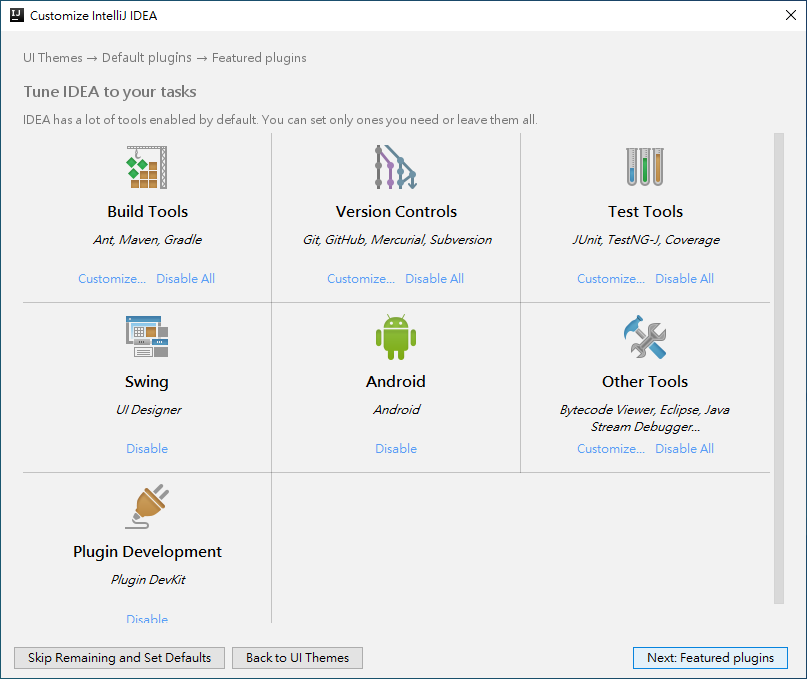 Customize IntelliJ IDEA
UI Themes → Default plugins → Featured plugins
Tune IDEA to your tasks
IDEA has a lot of tools enabled by default. You can set only ones you need or leave them all.
Build Tools
Ant, Maven, Gradle
Customize... Disable All
Version Controls
Git, GitHub, Mercurial, Subversion
Customize... Disable All
Test Tools
JUnit, TestNG-J, Coverage
Customize... Disable All
Swing
UI Designer
Disable
Android
Android
Disable
Other Tools
Bytecode Viewer, Eclipse, Java
Stream Debugger...
Customize... Disable All
Plugin Development
Plugin DevKit
Disable
Skip Remaining and Set Defaults
Back to UI Themes
Next: Featured plugins